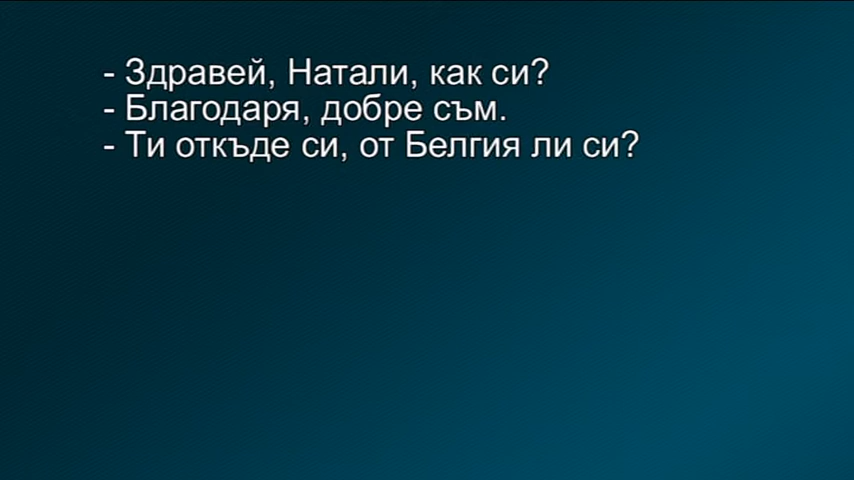 - Здравей, Натали, как си?
- Благодаря, добре съм.
- Ти откъде си, от Белгия ли си?